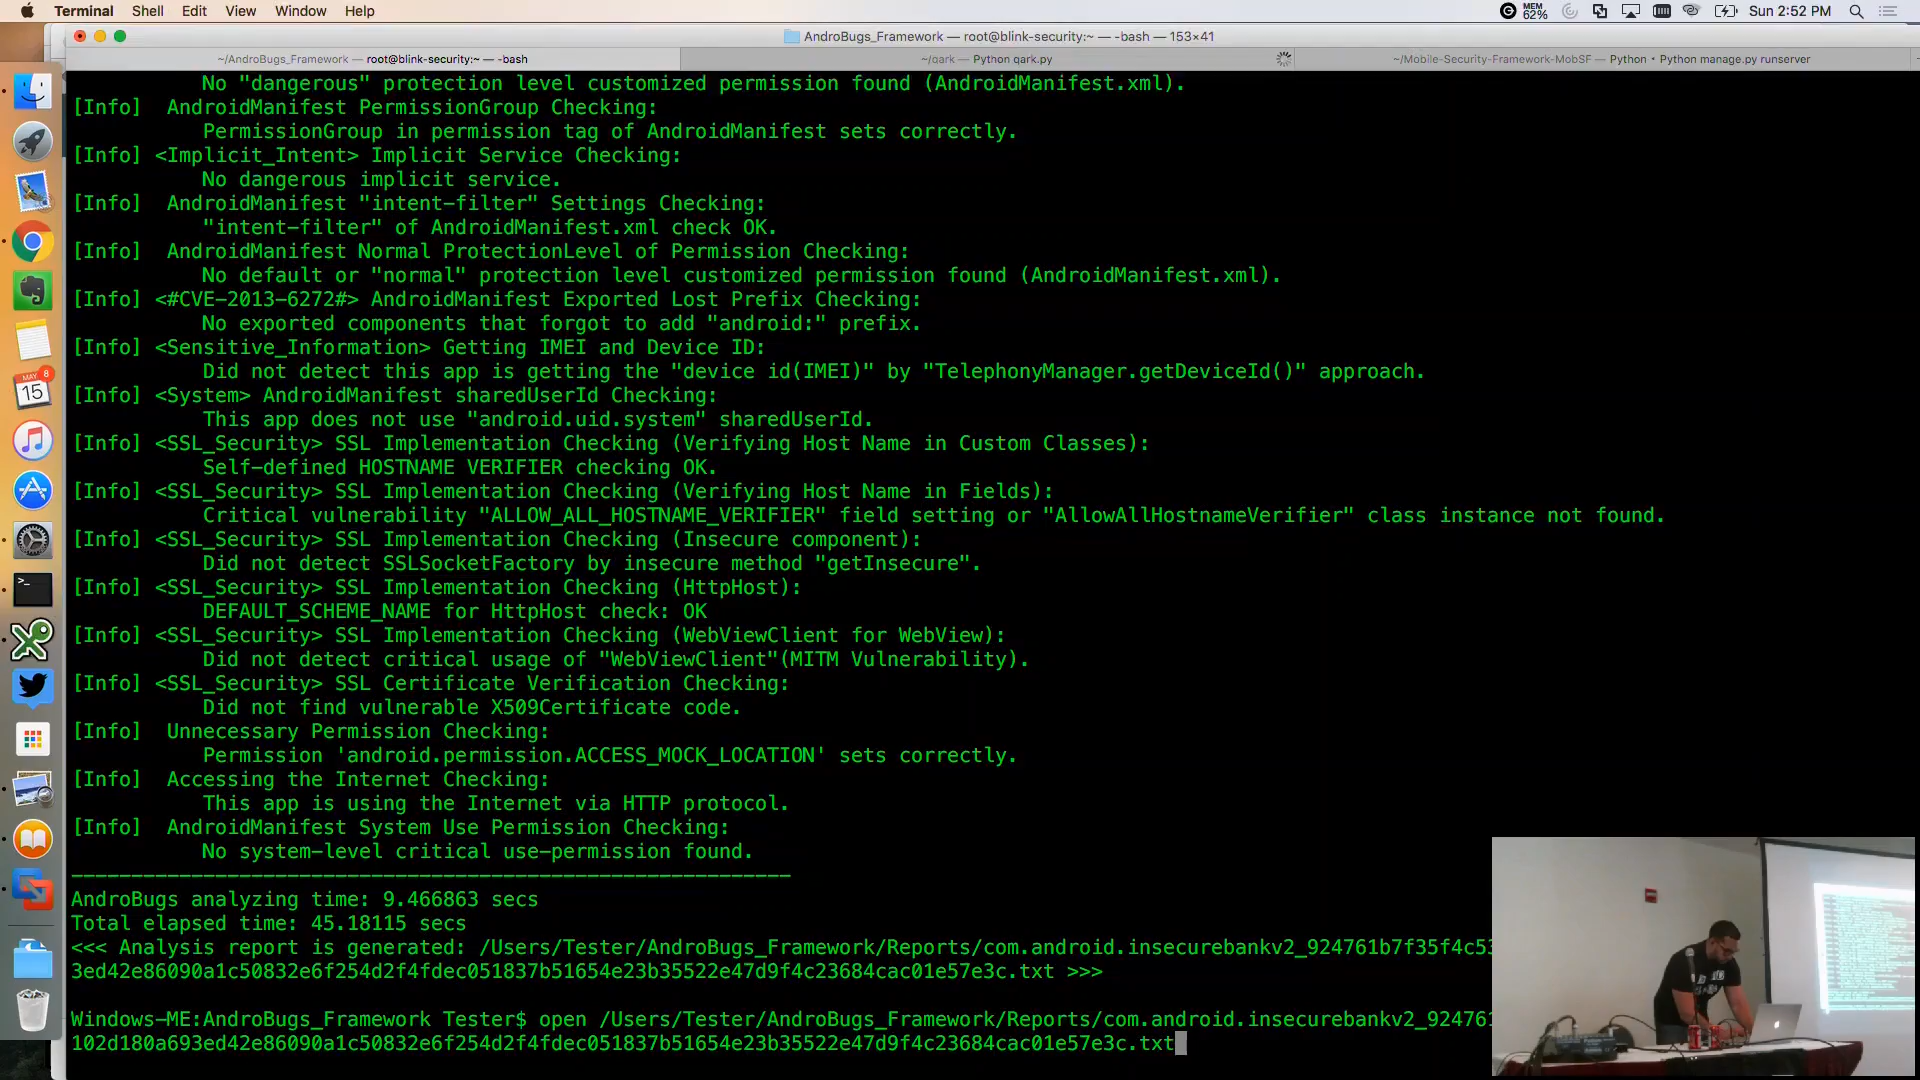 Terminal Shell Edit View Window Help MEM 62% Sun 2:52 PM
AndroBugs_Framework — root@blink-security:~ — -bash — 153×41
~/AndroBugs_Framework — root@blink-security:~ — -bash ~/qark — Python qark.py ~/Mobile-Security-Framework-MobSF — Python • Python manage.py runserver
No "dangerous" protection level customized permission found (AndroidManifest.xml).
[Info] AndroidManifest PermissionGroup Checking:
PermissionGroup in permission tag of AndroidManifest sets correctly.
[Info] <Implicit_Intent> Implicit Service Checking:
No dangerous implicit service.
[Info] AndroidManifest "intent-filter" Settings Checking:
"intent-filter" of AndroidManifest.xml check OK.
[Info] AndroidManifest Normal ProtectionLevel of Permission Checking:
No default or "normal" protection level customized permission found (AndroidManifest.xml).
[Info] <#CVE-2013-6272#> AndroidManifest Exported Lost Prefix Checking:
No exported components that forgot to add "android:" prefix.
[Info] <Sensitive_Information> Getting IMEI and Device ID:
Did not detect this app is getting the "device id(IMEI)" by "TelephonyManager.getDeviceId()" approach.
[Info] <System> AndroidManifest sharedUserId Checking:
This app does not use "android.uid.system" sharedUserId.
[Info] <SSL_Security> SSL Implementation Checking (Verifying Host Name in Custom Classes):
Self-defined HOSTNAME VERIFIER checking OK.
[Info] <SSL_Security> SSL Implementation Checking (Verifying Host Name in Fields):
Critical vulnerability "ALLOW_ALL_HOSTNAME_VERIFIER" field setting or "AllowAllHostnameVerifier" class instance not found.
[Info] <SSL_Security> SSL Implementation Checking (Insecure component):
Did not detect SSLSocketFactory by insecure method "getInsecure".
[Info] <SSL_Security> SSL Implementation Checking (HttpHost):
DEFAULT_SCHEME_NAME for HttpHost check: OK
[Info] <SSL_Security> SSL Implementation Checking (WebViewClient for WebView):
Did not detect critical usage of "WebViewClient"(MITM Vulnerability).
[Info] <SSL_Security> SSL Certificate Verification Checking:
Did not find vulnerable X509Certificate code.
[Info] Unnecessary Permission Checking:
Permission 'android.permission.ACCESS_MOCK_LOCATION' sets correctly.
[Info] Accessing the Internet Checking:
This app is using the Internet via HTTP protocol.
[Info] AndroidManifest System Use Permission Checking:
No system-level critical use-permission found.
------------------------------------------------------------
AndroBugs analyzing time: 9.466863 secs
Total elapsed time: 45.18115 secs
<<< Analysis report is generated: /Users/Tester/AndroBugs_Framework/Reports/com.android.insecurebankv2_924761b7f35f4c53
3ed42e86090a1c50832e6f254d2f4fdec051837b51654e23b35522e47d9f4c23684cac01e57e3c.txt >>>
Windows-ME:AndroBugs_Framework Tester$ open /Users/Tester/AndroBugs_Framework/Reports/com.android.insecurebankv2_92476
102d180a693ed42e86090a1c50832e6f254d2f4fdec051837b51654e23b35522e47d9f4c23684cac01e57e3c.txt
MAY 8
15